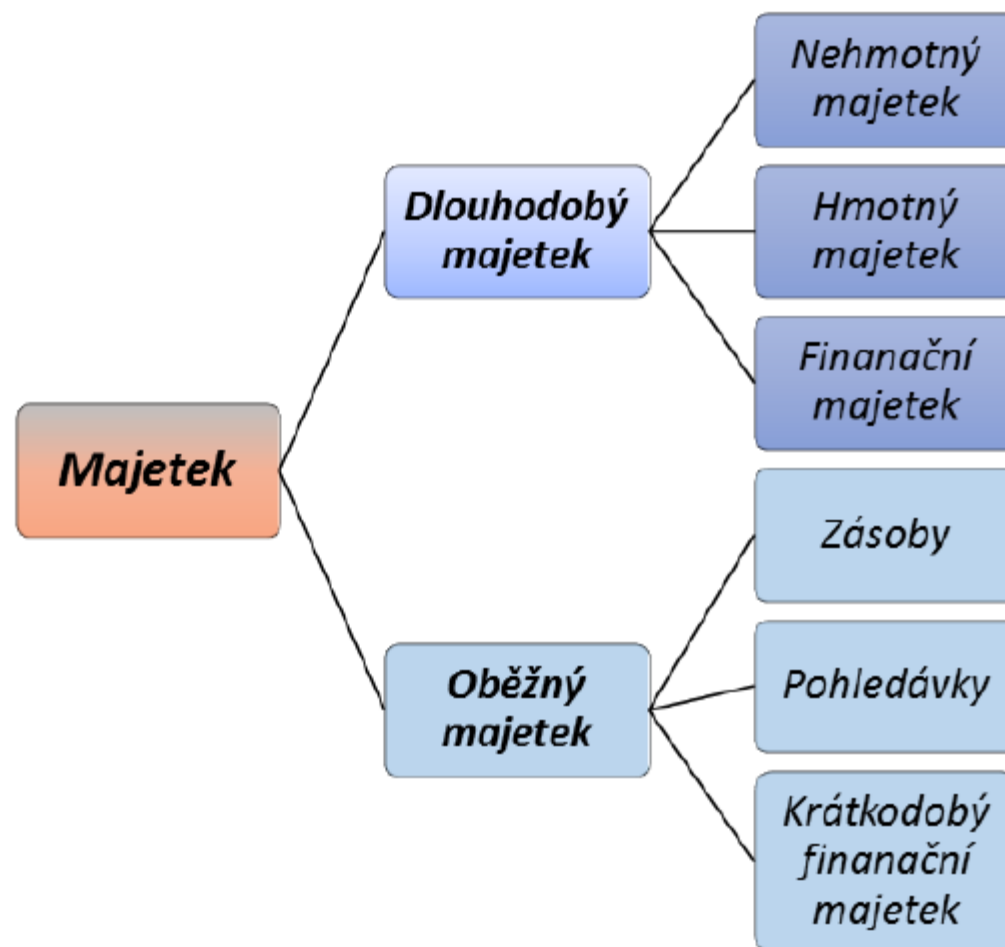 Majetek
Dlouhodobý
majetek
Nehmotný
majetek
Hmotný
majetek
Finanační
majetek
Oběžný
majetek
Zásoby
Pohledávky
Krátkodobý
finanační
majetek